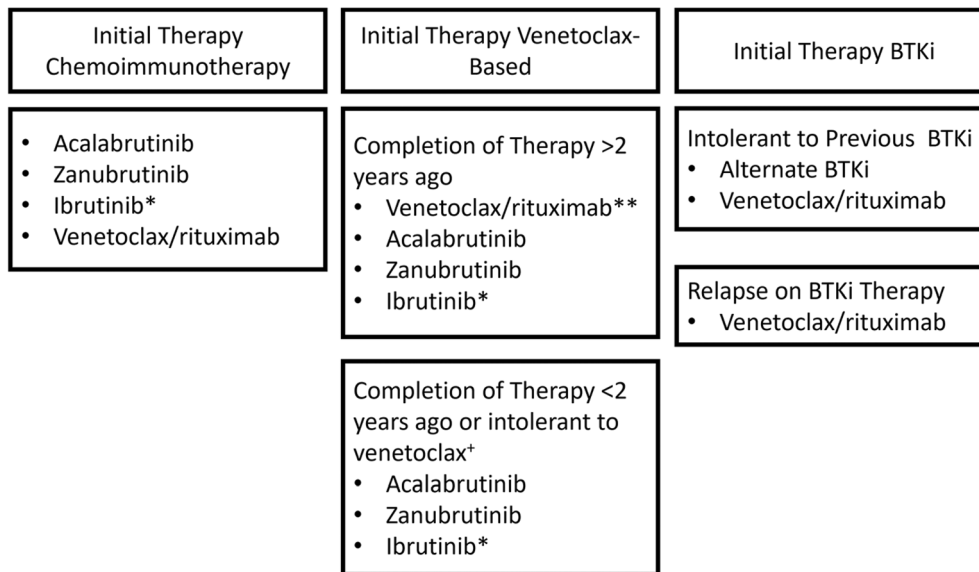 Initial Therapy
Chemoimmunotherapy
• Acalabrutinib
• Zanubrutinib
• Ibrutinib*
• Venetoclax/rituximab
Initial Therapy Venetoclax-
Based
Completion of Therapy >2
years ago
• Venetoclax/rituximab**
• Acalabrutinib
• Zanubrutinib
• Ibrutinib*
Completion of Therapy <2
years ago or intolerant to
venetoclax⁺
• Acalabrutinib
• Zanubrutinib
• Ibrutinib*
Initial Therapy BTKi
Intolerant to Previous BTKi
• Alternate BTKi
• Venetoclax/rituximab
Relapse on BTKi Therapy
• Venetoclax/rituximab